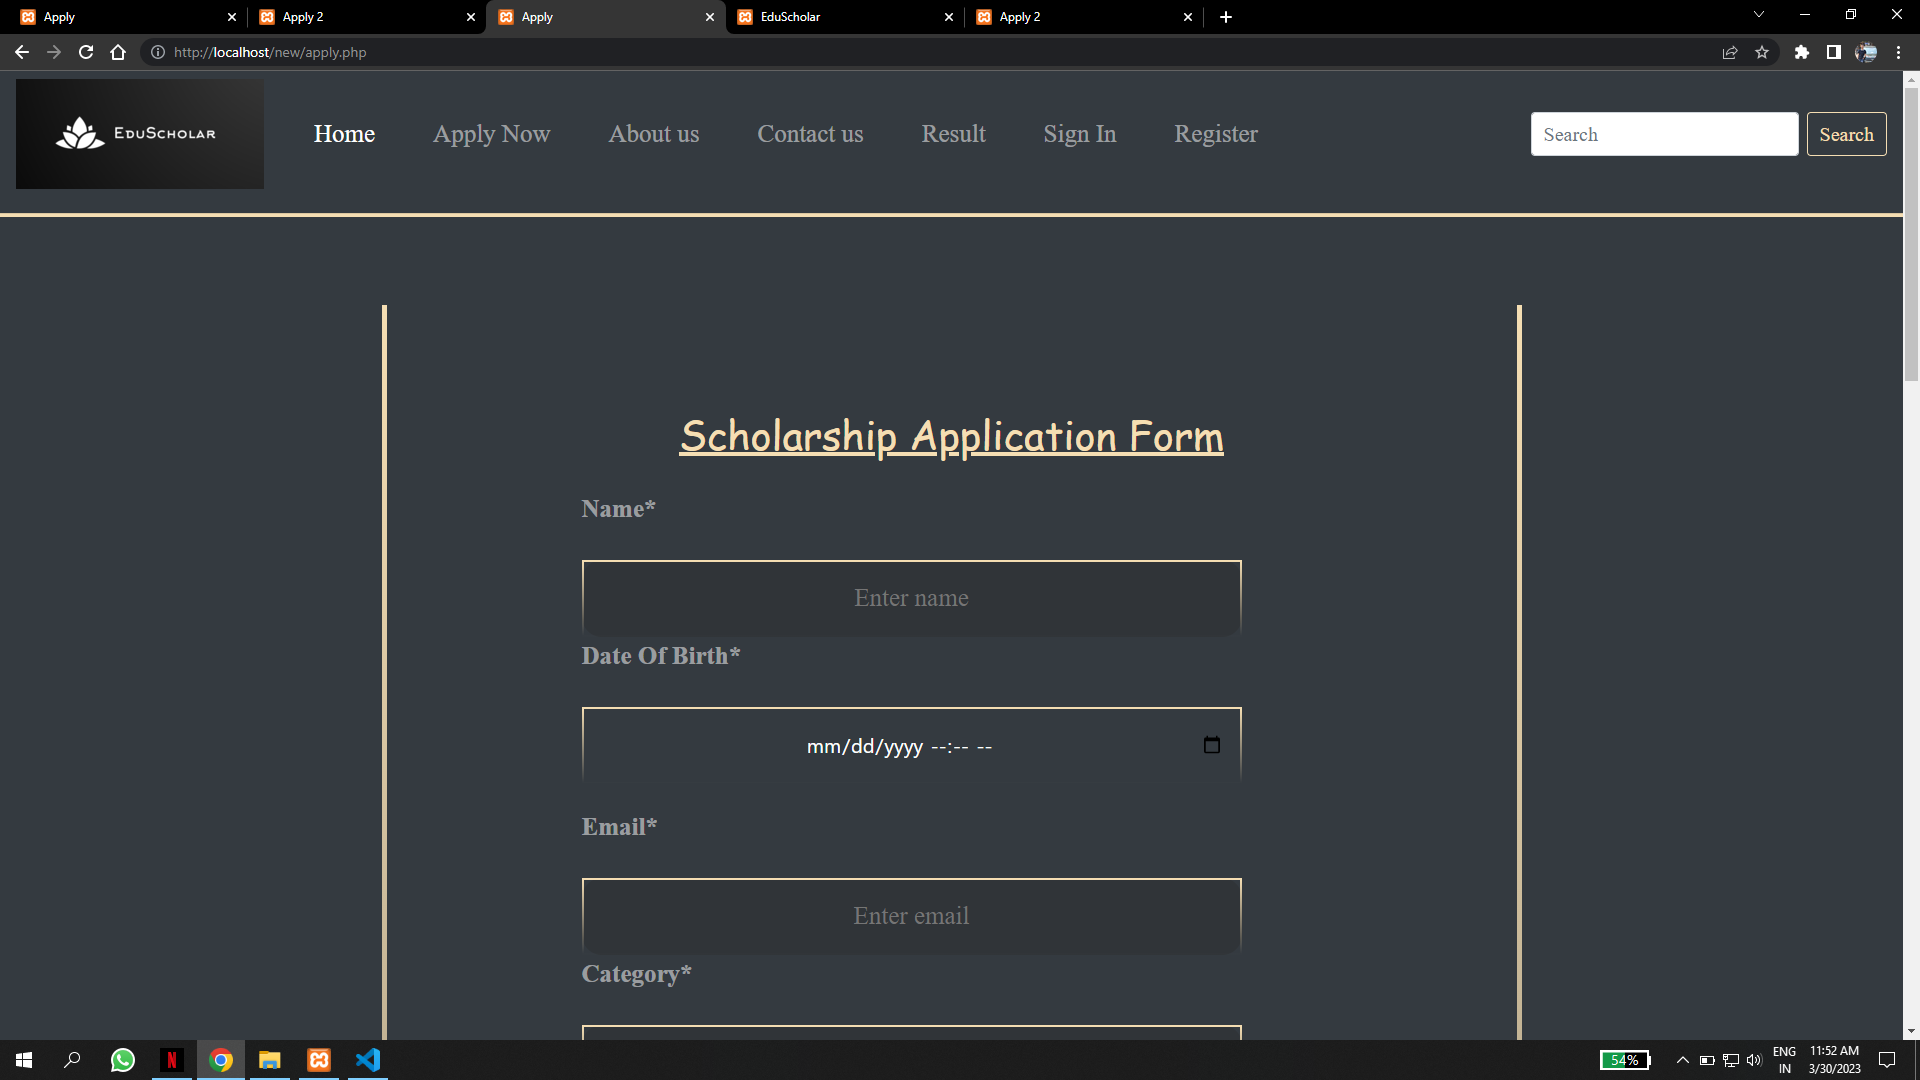 Apply
Apply 2
Apply
EduScholar
Apply 2
http://localhost/new/apply.php
EduScholar
Home
Apply Now
About us
Contact us
Result
Sign In
Register
Search
Search
Scholarship Application Form
Name*
Enter name
Date Of Birth*
mm/dd/yyyy --:-- --
Email*
Enter email
Category*
N
54%
ENG
IN
11:52 AM
3/30/2023